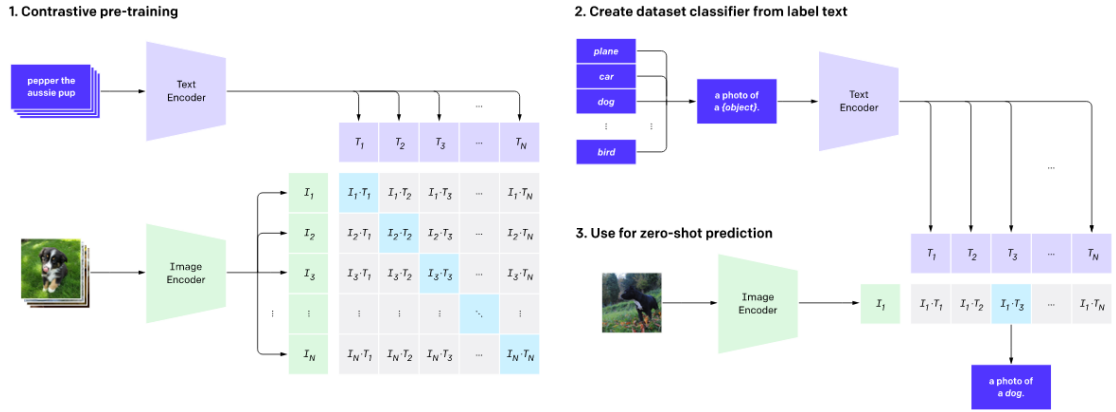 1. Contrastive pre-training
pepper the
aussie pup
Text
Encoder
...
T1 T2 T3 ... TN
I1 I1·T1 I1·T2 I1·T3 ... I1·TN
I2 I2·T1 I2·T2 I2·T3 ... I2·TN
I3 I3·T1 I3·T2 I3·T3 ... I3·TN
Image
Encoder
⋮ ⋮ ⋮ ⋮ ⋮ ⋱ ⋮
IN IN·T1 IN·T2 IN·T3 ... IN·TN
2. Create dataset classifier from label text
plane
car
dog
⋮ ⋮
bird
a photo of
a {object}.
Text
Encoder
...
3. Use for zero-shot prediction
T1 T2 T3 ... TN
Image
Encoder
I1 I1·T1 I1·T2 I1·T3 ... I1·TN
a photo of
a dog.